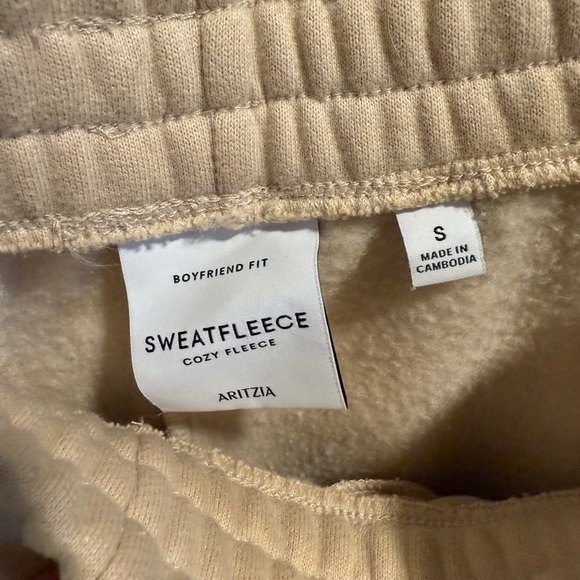 BOYFRIEND FIT
SWEATFLEECE
COZY FLEECE
ARITZIA
S
MADE IN
CAMBODIA